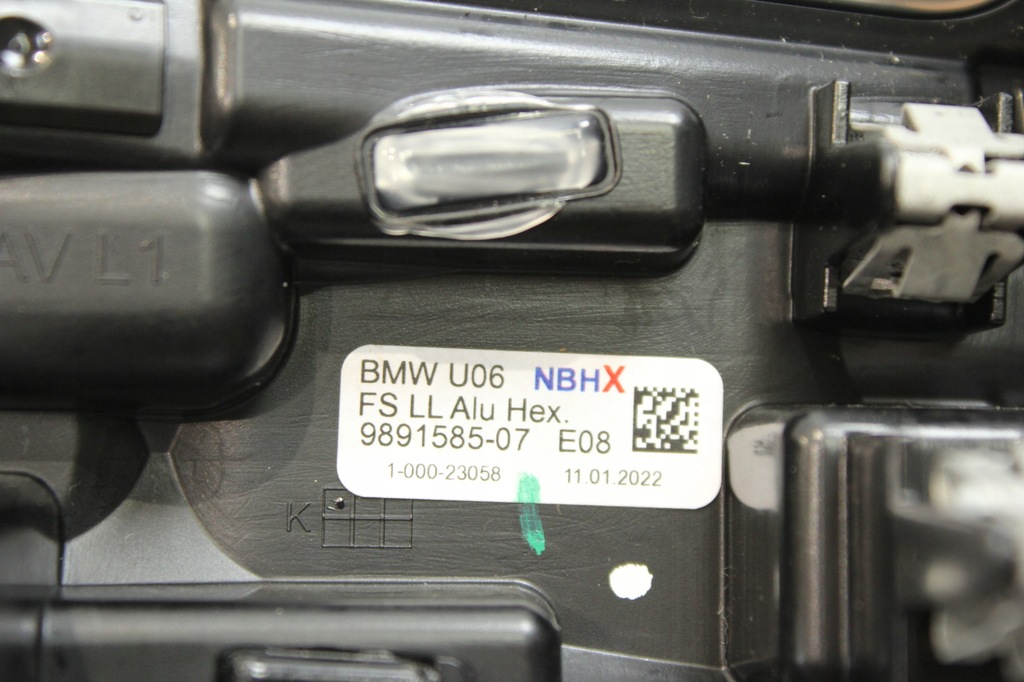 AV L1
BMW U06 NBHX
FS LL Alu Hex.
9891585-07 E08
1-000-23058 11.01.2022
K